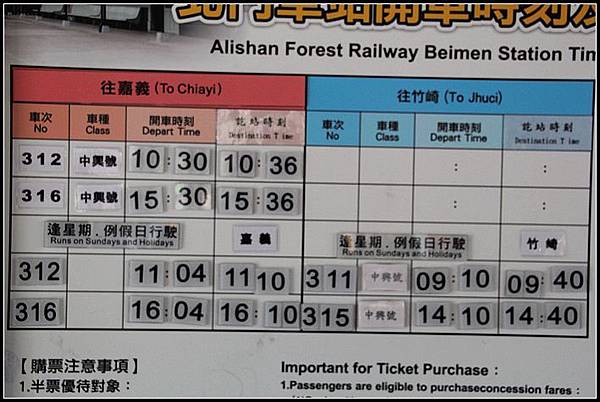 北門車站開車時刻及
Alishan Forest Railway Beimen Station Tim
往嘉義 (To Chiayi) 往竹崎 (To Jhuci)
車次 車種 開車時刻 訖站時刻 車次 車種 開車時刻 訖站時刻
No Class Depart Time Destination Time No Class Depart Time Destination Time
312 中興號 10:30 10:36 : :
316 中興號 15:30 15:36 : :
逢星期.例假日行駛 嘉義 逢星期.例假日行駛 竹崎
Runs on Sundays and Holidays Runs on Sundays and Holidays
312 11:04 11 10 311 中興號 09:10 09:40
316 16:04 16:10 315 中興號 14:10 14:40
【購票注意事項】 Important for Ticket Purchase :
1.半票優待對象: 1.Passengers are eligible to purchaseconcession fares :